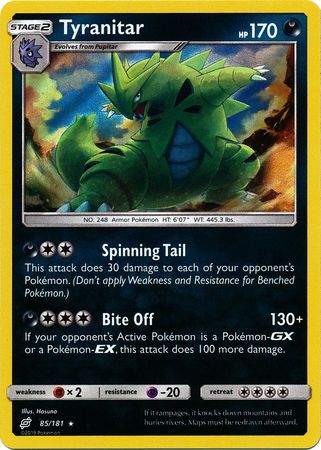 STAGE 2
Tyranitar
HP 170
Evolves from Pupitar
NO. 248 Armor Pokémon HT: 6'07" WT: 445.3 lbs.
Spinning Tail
This attack does 30 damage to each of your opponent's
Pokémon. (Don't apply Weakness and Resistance for Benched
Pokémon.)
Bite Off 130+
If your opponent's Active Pokémon is a Pokémon-GX
or a Pokémon-EX, this attack does 100 more damage.
weakness × 2 resistance -20 retreat
Illus. Hasuno
85/181 ★
©2019 Pokémon
If it rampages, it knocks down mountains and
buries rivers. Maps must be redrawn afterward.